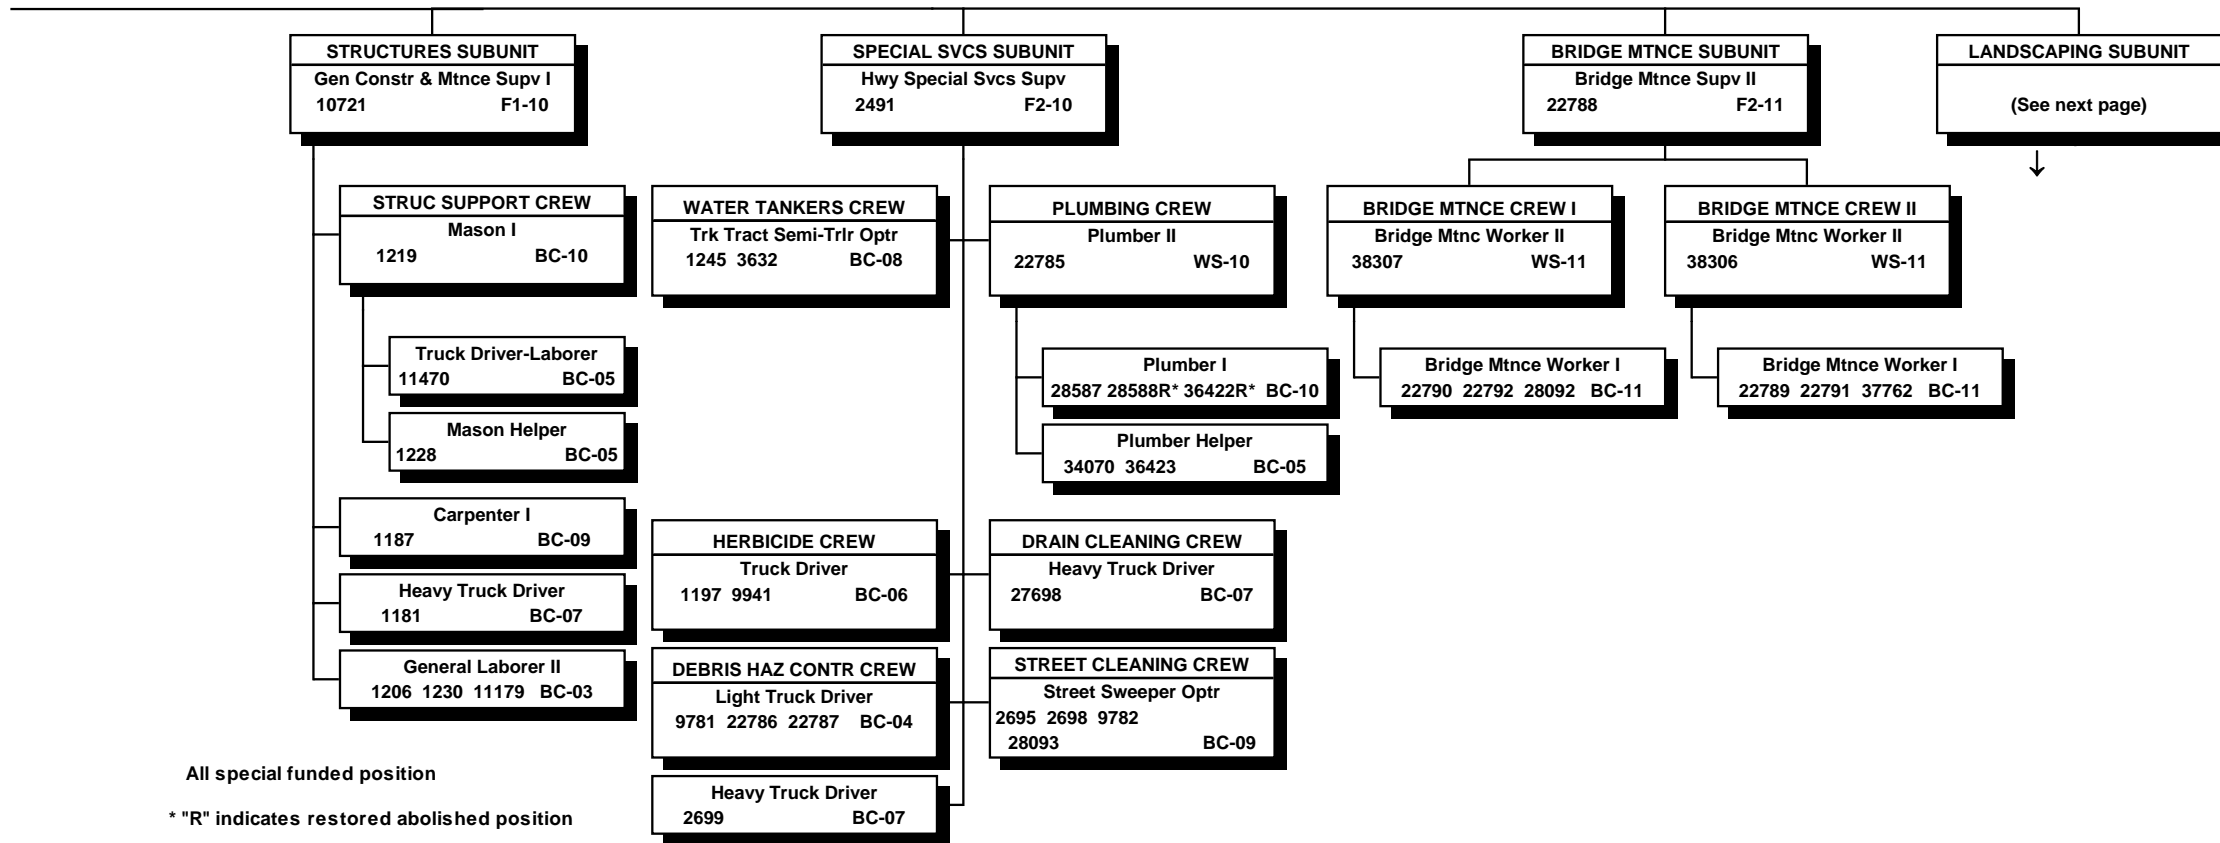 STRUCTURES SUBUNIT
Gen Constr & Mtnce Supv I
10721 F1-10
SPECIAL SVCS SUBUNIT
Hwy Special Svcs Supv
2491 F2-10
BRIDGE MTNCE SUBUNIT
Bridge Mtnce Supv II
22788 F2-11
LANDSCAPING SUBUNIT
(See next page)
STRUC SUPPORT CREW
Mason I
1219 BC-10
Truck Driver-Laborer
11470 BC-05
Mason Helper
1228 BC-05
Carpenter I
1187 BC-09
Heavy Truck Driver
1181 BC-07
General Laborer II
1206 1230 11179 BC-03
WATER TANKERS CREW
Trk Tract Semi-Trlr Optr
1245 3632 BC-08
PLUMBING CREW
Plumber II
22785 WS-10
Plumber I
28587 28588R* 36422R* BC-10
Plumber Helper
34070 36423 BC-05
HERBICIDE CREW
Truck Driver
1197 9941 BC-06
DRAIN CLEANING CREW
Heavy Truck Driver
27698 BC-07
DEBRIS HAZ CONTR CREW
Light Truck Driver
9781 22786 22787 BC-04
STREET CLEANING CREW
Street Sweeper Optr
2695 2698 9782
28093 BC-09
Heavy Truck Driver
2699 BC-07
BRIDGE MTNCE CREW I
Bridge Mtnc Worker II
38307 WS-11
Bridge Mtnce Worker I
22790 22792 28092 BC-11
BRIDGE MTNCE CREW II
Bridge Mtnc Worker II
38306 WS-11
Bridge Mtnce Worker I
22789 22791 37762 BC-11
All special funded position
* "R" indicates restored abolished position